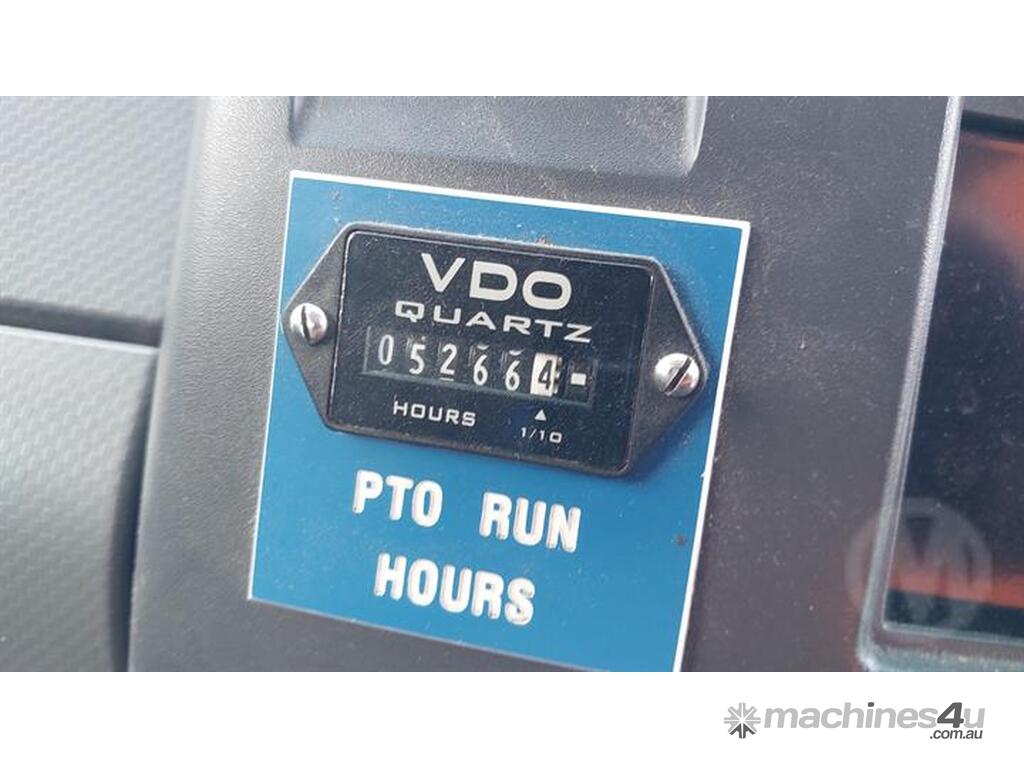 VDO
QUARTZ
052664
HOURS
1/10
PTO RUN
HOURS
M
machines4u
.com.au